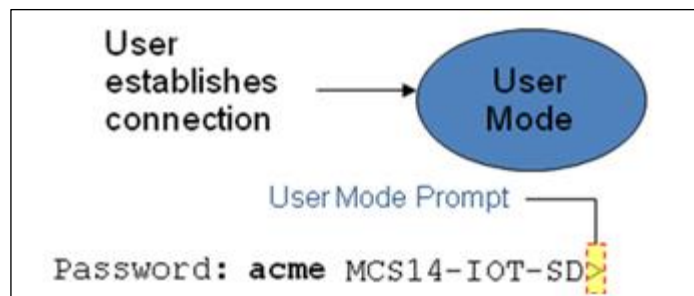 User
establishes
connection
User
Mode
User Mode Prompt
Password: acme MCS14-IOT-SD>